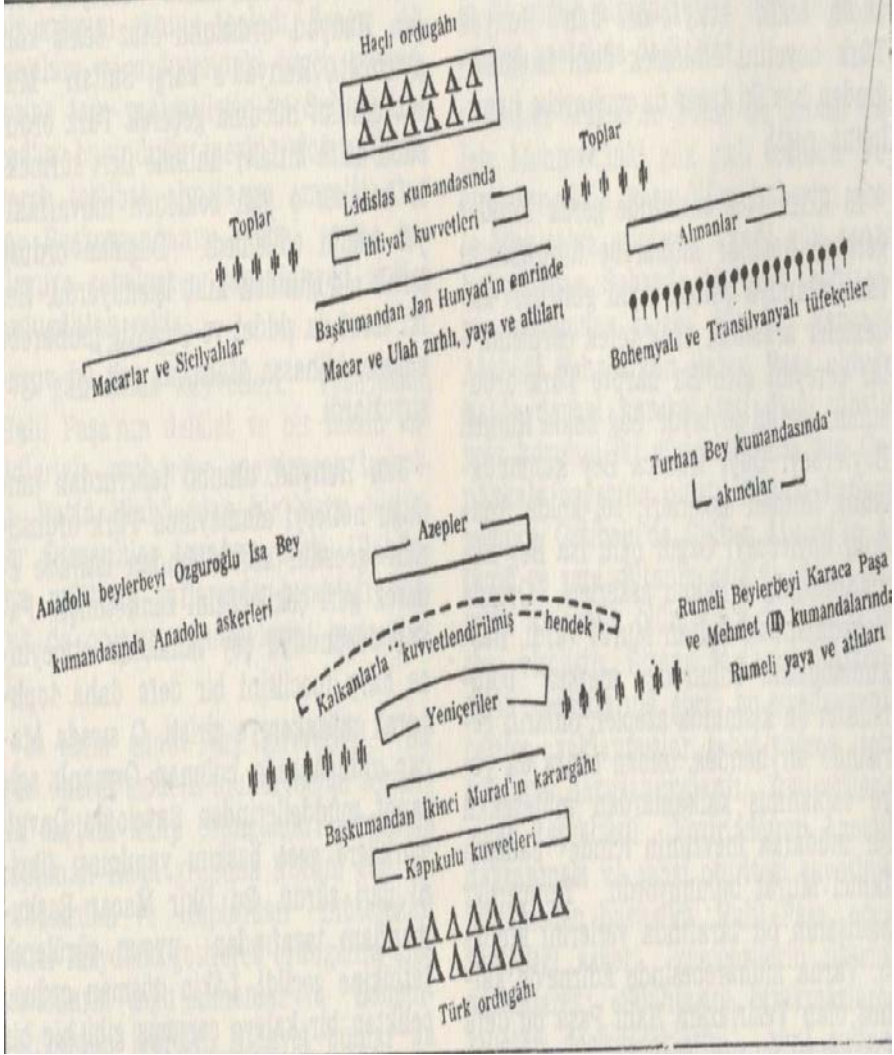 Haçlı ordugâhı
Toplar
Lâdislas kumandasında
ihtiyat kuvvetleri
Toplar
Almanlar
Macarlar ve Sicilyalılar
Başkumandan Jan Hunyad'ın emrinde
Macar ve Ulah zırhlı, yaya ve atlıları
Bohemyalı ve Transilvanyalı tüfekçiler
Turhan Bey kumandasında
akıncılar
Azepler
Anadolu beylerbeyi Ozguroğlu İsa Bey
kumandasında Anadolu askerleri
Rumeli Beylerbeyi Karaca Paşa
ve Mehmet (II) kumandalarında
Rumeli yaya ve atlıları
Kalkanlarla kuvvetlendirilmiş hendek
Yeniçeriler
Başkumandan İkinci Murad'ın karargâhı
Kapıkulu kuvvetleri
Türk ordugâhı